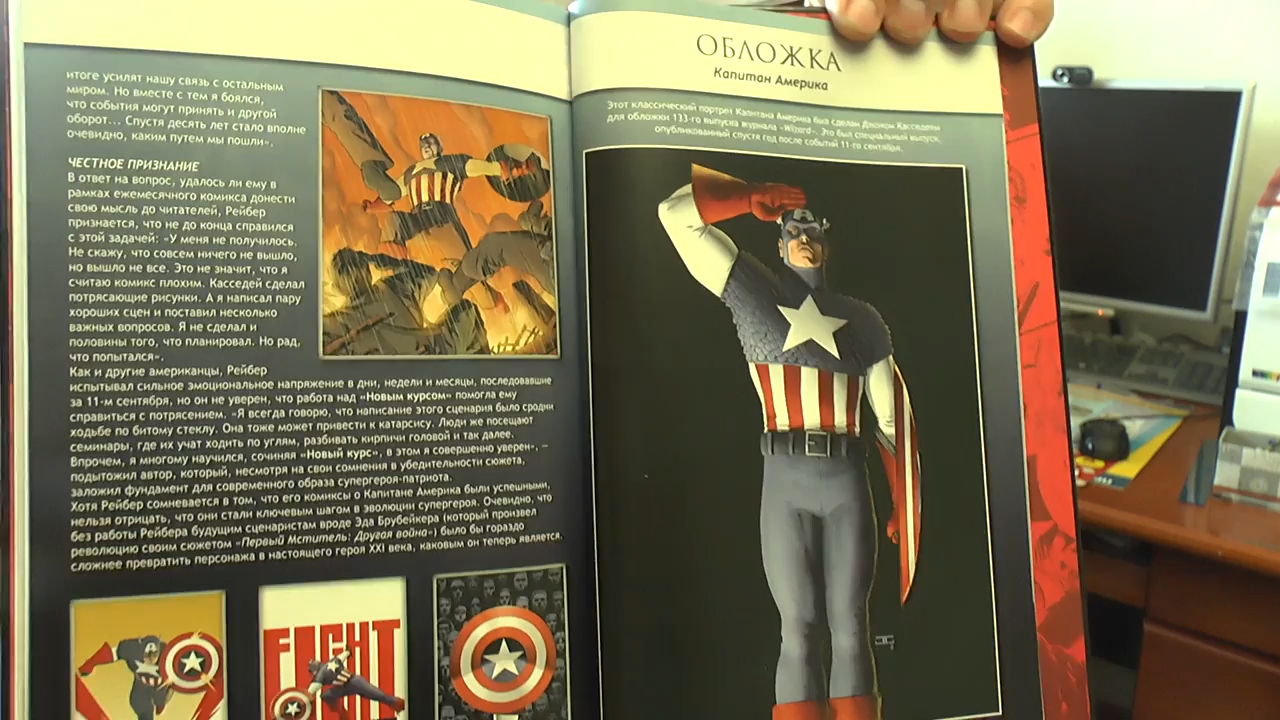 итоге усилят нашу связь с остальным
миром. Но вместе с тем я боялся,
что события могут принять и другой
оборот... Спустя десять лет стало вполне
очевидно, каким путем мы пошли».
ЧЕСТНОЕ ПРИЗНАНИЕ
В ответ на вопрос, удалось ли ему в
рамках ежемесячного комикса донести
свою мысль до читателей, Рейбер
признается, что не до конца справился
с этой задачей: «У меня не получилось.
Не скажу, что совсем ничего не вышло,
но вышло не все. Это не значит, что я
считаю комикс плохим. Касседей сделал
потрясающие рисунки. А я написал пару
хороших сцен и поставил несколько
важных вопросов. Я не сделал и
половины того, что планировал. Но рад,
что попытался».
Как и другие американцы, Рейбер
испытывал сильное эмоциональное напряжение в дни, недели и месяцы, последовавшие
за 11-м сентября, но он не уверен, что работа над «Новым курсом» помогла ему
справиться с потрясением. «Я всегда говорю, что написание этого сценария было сродни
ходьбе по битому стеклу. Она тоже может привести к катарсису. Люди же посещают
семинары, где их учат ходить по углям, разбивать кирпичи головой и так далее.
Впрочем, я многому научился, сочиняя «Новый курс», в этом я совершенно уверен», –
подытожил автор, который, несмотря на свои сомнения в убедительности сюжета,
заложил фундамент для современного образа супергероя-патриота.
Хотя Рейбер сомневается в том, что его комиксы о Капитане Америка были успешными,
нельзя отрицать, что они стали ключевым шагом в эволюции супергероя. Очевидно, что
без работы Рейбера будущим сценаристам вроде Эда Брубейкера (который произвел
революцию своим сюжетом «Первый Мститель: Другая война») было бы гораздо
сложнее превратить персонажа в настоящего героя XXI века, каковым он теперь является.
FIGHT
ОБЛОЖКА
Капитан Америка
Этот классический портрет Капитана Америка был сделан Джоном Касседеем
для обложки 133-го выпуска журнала «Wizard». Это был специальный выпуск,
опубликованный спустя год после событий 11-го сентября.